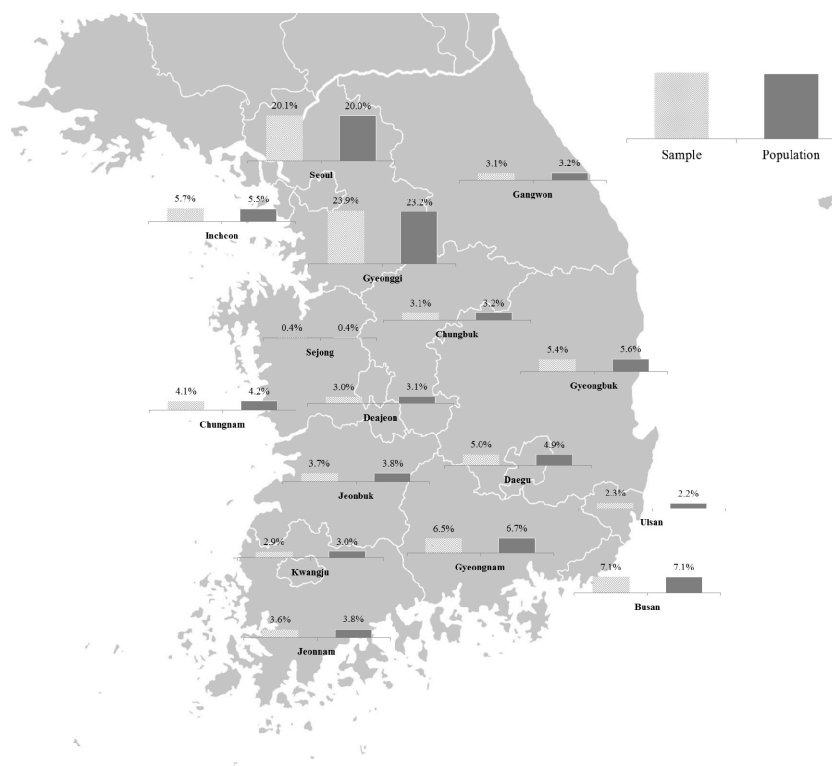 Sample Population
20.1% 20.0%
Seoul
3.1% 3.2%
Gangwon
5.7% 5.5%
Incheon
23.9% 23.2%
Gyeonggi
3.1% 3.2%
Chungbuk
0.4% 0.4%
Sejong
5.4% 5.6%
Gyeongbuk
4.1% 4.2%
Chungnam
3.0% 3.1%
Deajeon
5.0% 4.9%
Daegu
3.7% 3.8%
Jeonbuk
2.3% 2.2%
Ulsan
2.9% 3.0%
Kwangju
6.5% 6.7%
Gyeongnam
7.1% 7.1%
Busan
3.6% 3.8%
Jeonnam